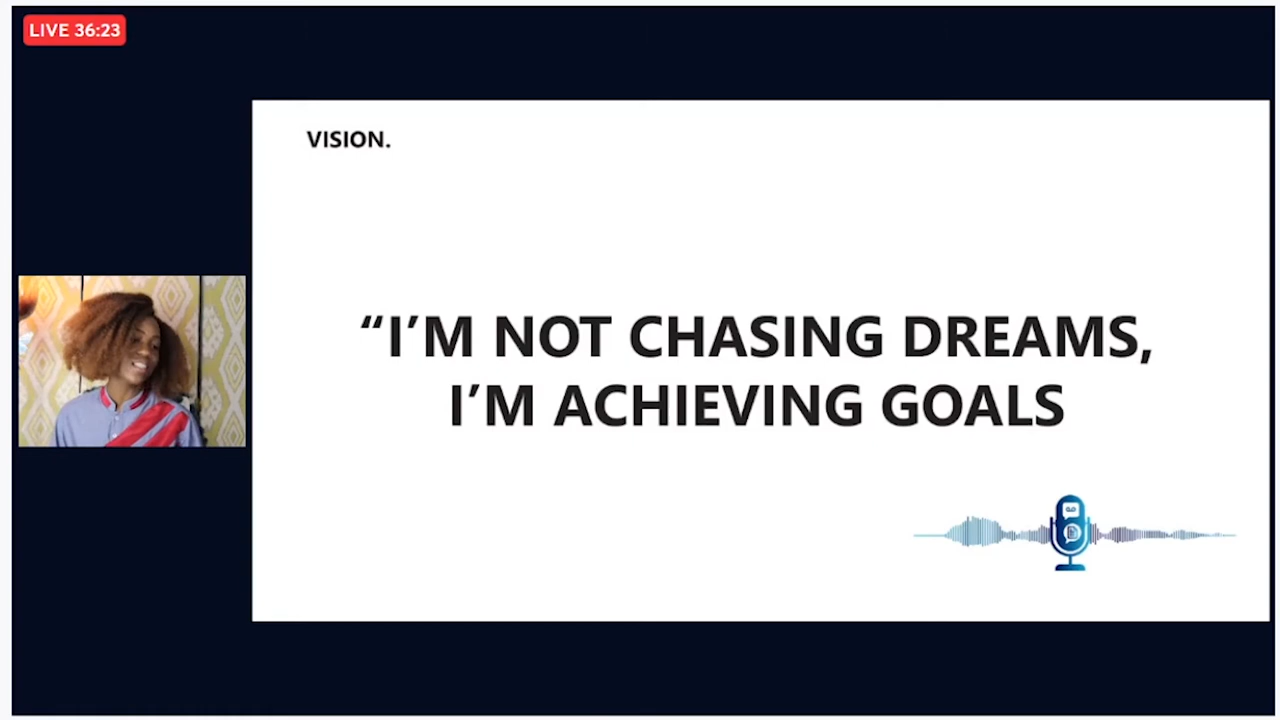 LIVE 36:23
VISION.
“I’M NOT CHASING DREAMS,
I’M ACHIEVING GOALS